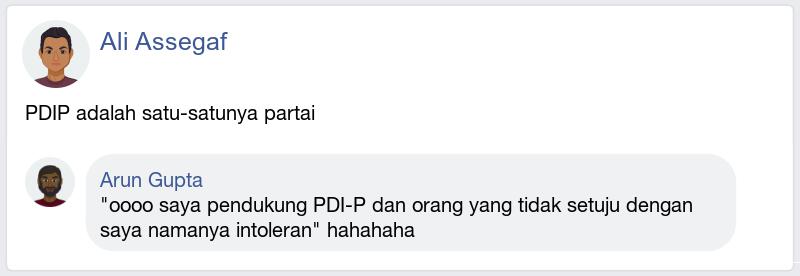 Ali Assegaf
PDIP adalah satu-satunya partai
Arun Gupta
"oooo saya pendukung PDI-P dan orang yang tidak setuju dengan
saya namanya intoleran" hahahaha